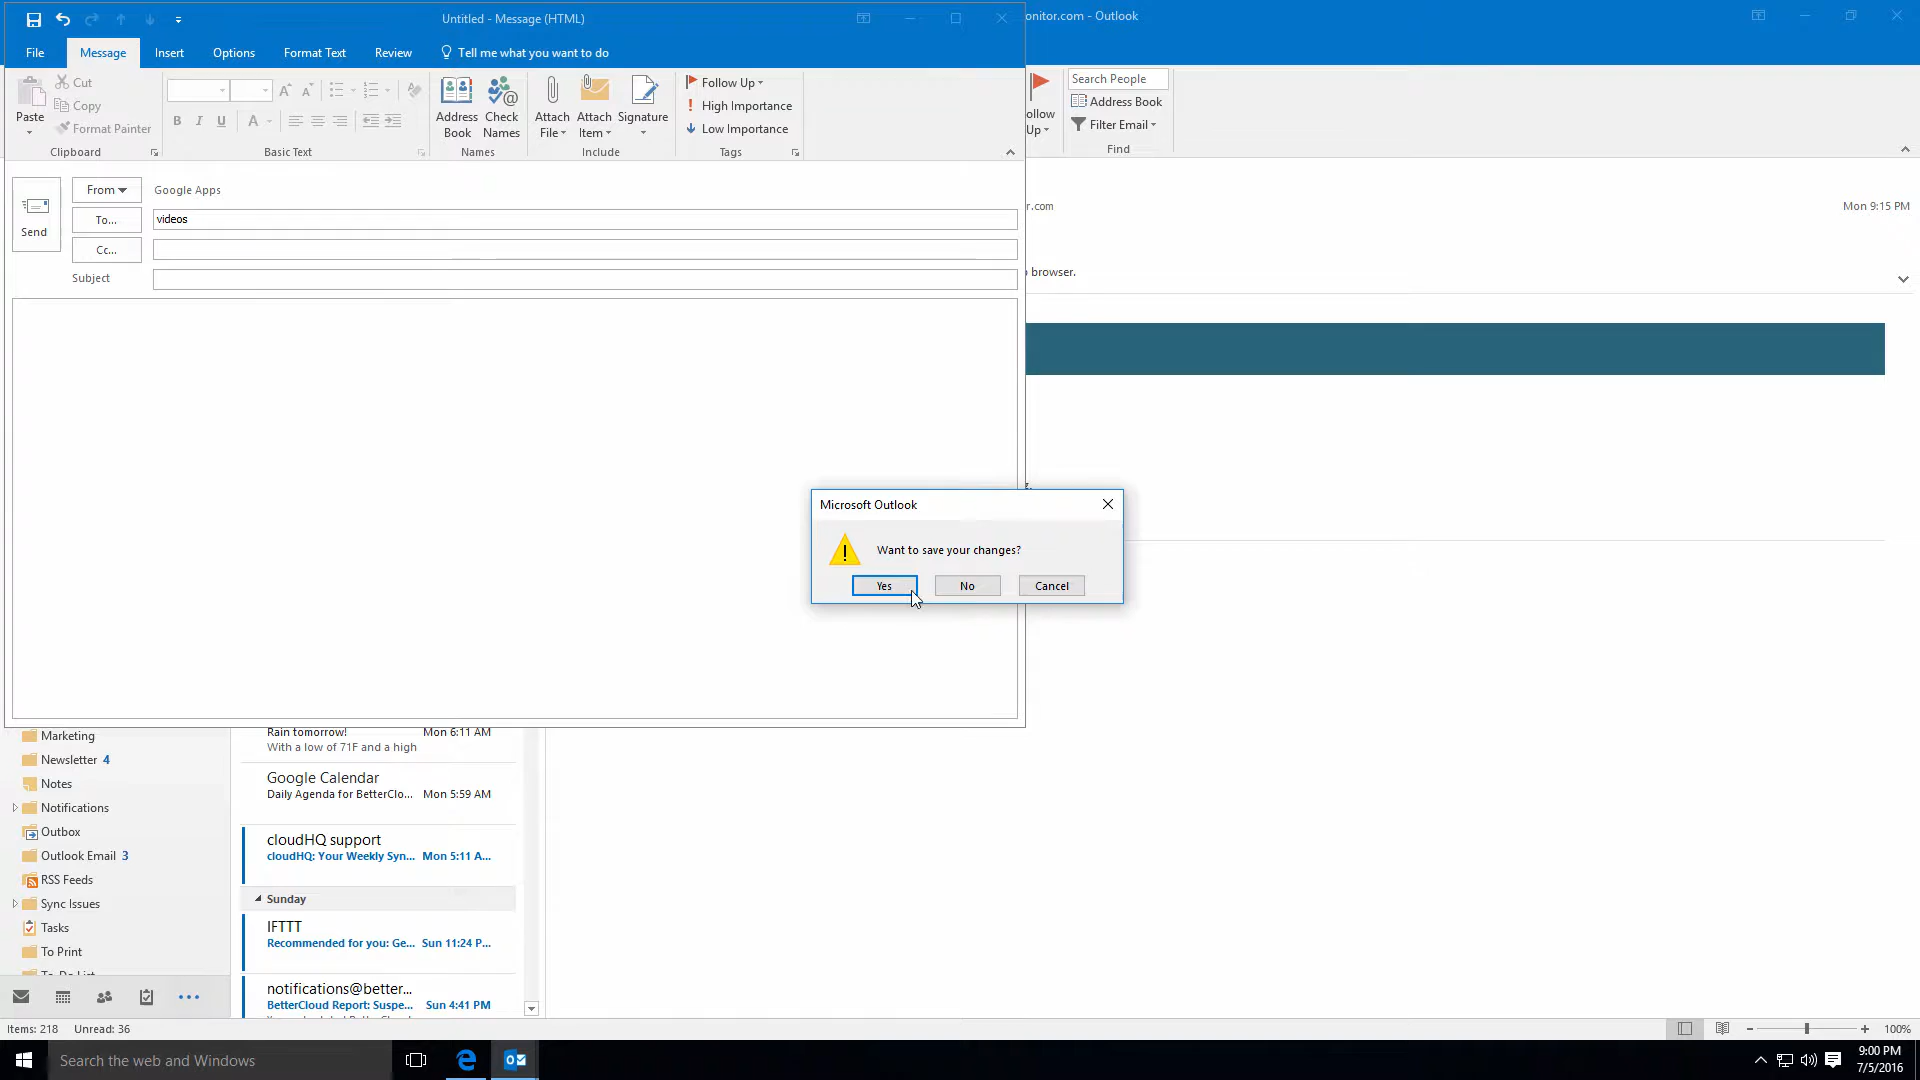 Untitled - Message (HTML)
onitor.com - Outlook
File
Message
Insert
Options
Format Text
Review
Tell me what you want to do
Paste
Cut
Copy
Format Painter
Clipboard
B I U A
Basic Text
Address Book
Check Names
Names
Attach File
Attach Item
Signature
Include
Follow Up
High Importance
Low Importance
Tags
ollow
Up
Search People
Address Book
Filter Email
Find
Send
From
Google Apps
To...
videos
Cc...
Subject
r.com
Mon 9:15 PM
browser.
Microsoft Outlook
Want to save your changes?
Yes
No
Cancel
Marketing
Newsletter 4
Notes
Notifications
Outbox
Outlook Email 3
RSS Feeds
Sync Issues
Tasks
To Print
To-Do List
Rain tomorrow!
Mon 6:11 AM
With a low of 71F and a high
Google Calendar
Daily Agenda for BetterClo...
Mon 5:59 AM
cloudHQ support
cloudHQ: Your Weekly Syn...
Mon 5:11 A...
Sunday
IFTTT
Recommended for you: Ge...
Sun 11:24 P...
notifications@better...
BetterCloud Report: Suspe...
Sun 4:41 PM
Items: 218
Unread: 36
100%
Search the web and Windows
9:00 PM
7/5/2016